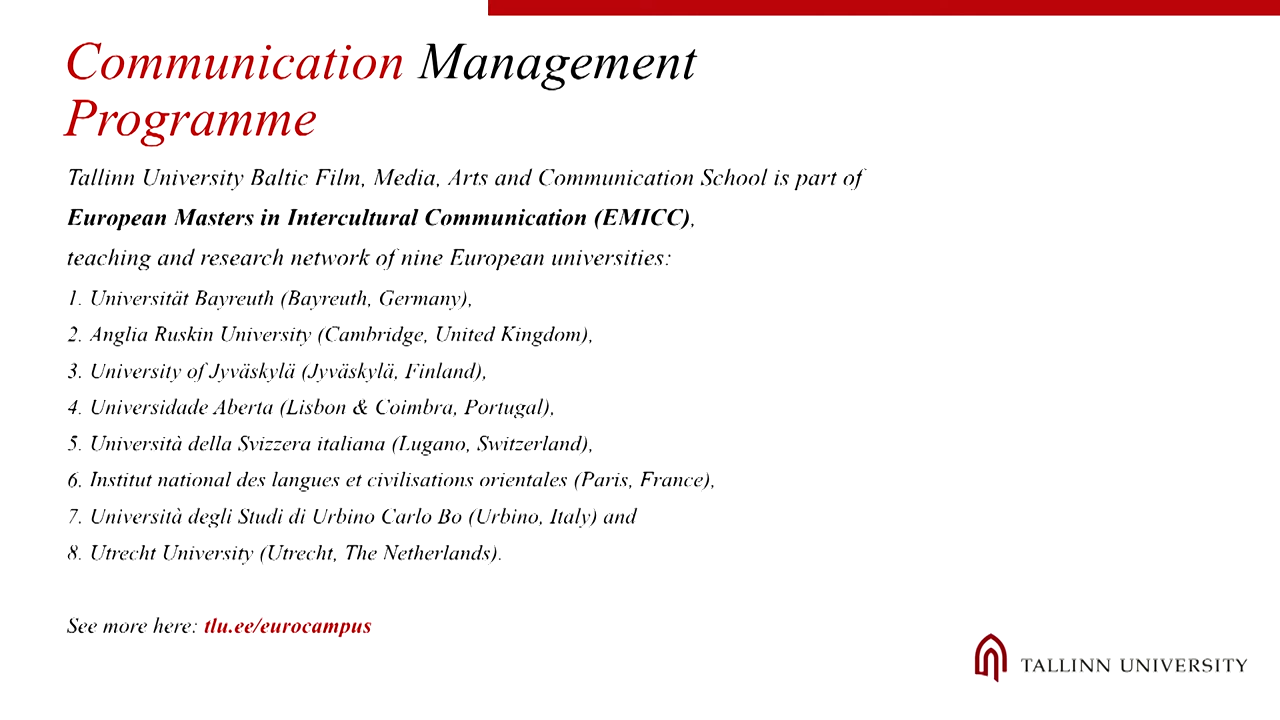 Communication Management
Programme
Tallinn University Baltic Film, Media, Arts and Communication School is part of
European Masters in Intercultural Communication (EMICC),
teaching and research network of nine European universities:
1. Universität Bayreuth (Bayreuth, Germany),
2. Anglia Ruskin University (Cambridge, United Kingdom),
3. University of Jyväskylä (Jyväskylä, Finland),
4. Universidade Aberta (Lisbon & Coimbra, Portugal),
5. Università della Svizzera italiana (Lugano, Switzerland),
6. Institut national des langues et civilisations orientales (Paris, France),
7. Università degli Studi di Urbino Carlo Bo (Urbino, Italy) and
8. Utrecht University (Utrecht, The Netherlands).
See more here: tlu.ee/eurocampus
TALLINN UNIVERSITY